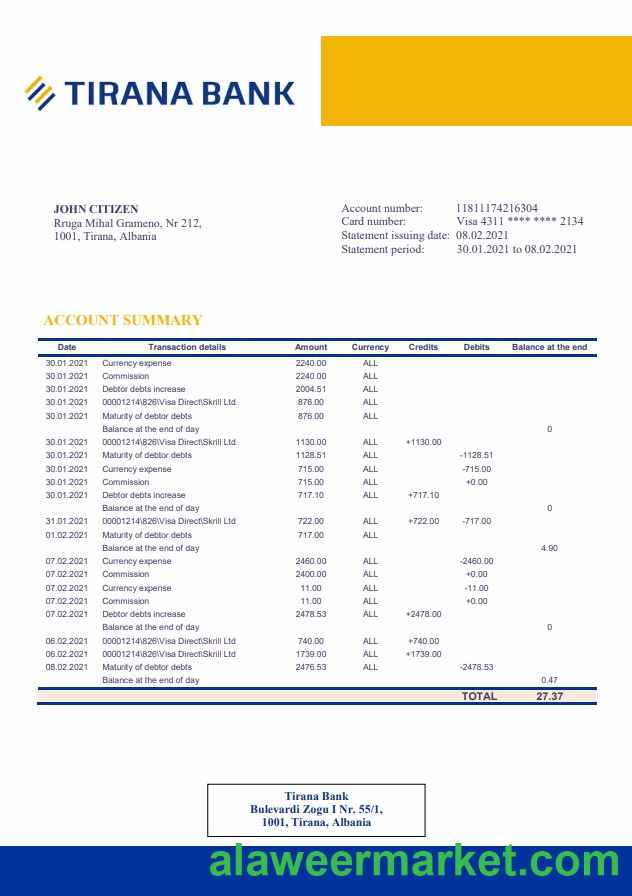 TIRANA BANK
JOHN CITIZEN
Rruga Mihal Grameno, Nr 212,
1001, Tirana, Albania
Account number: 11811174216304
Card number: Visa 4311 **** **** 2134
Statement issuing date: 08.02.2021
Statement period: 30.01.2021 to 08.02.2021
ACCOUNT SUMMARY
Date Transaction details Amount Currency Credits Debits Balance at the end
30.01.2021 Currency expense 2240.00 ALL
30.01.2021 Commission 2240.00 ALL
30.01.2021 Debtor debts increase 2004.51 ALL
30.01.2021 00001214\826\Visa Direct\Skrill Ltd 876.00 ALL
30.01.2021 Maturity of debtor debts 876.00 ALL
Balance at the end of day 0
30.01.2021 00001214\826\Visa Direct\Skrill Ltd 1130.00 ALL +1130.00
30.01.2021 Maturity of debtor debts 1128.51 ALL -1128.51
30.01.2021 Currency expense 715.00 ALL -715.00
30.01.2021 Commission 715.00 ALL +0.00
30.01.2021 Debtor debts increase 717.10 ALL +717.10
Balance at the end of day 0
31.01.2021 00001214\826\Visa Direct\Skrill Ltd 722.00 ALL +722.00 -717.00
01.02.2021 Maturity of debtor debts 717.00 ALL
Balance at the end of day 4.90
07.02.2021 Currency expense 2460.00 ALL -2460.00
07.02.2021 Commission 2400.00 ALL +0.00
07.02.2021 Currency expense 11.00 ALL -11.00
07.02.2021 Commission 11.00 ALL +0.00
07.02.2021 Debtor debts increase 2478.53 ALL +2478.00
Balance at the end of day 0
06.02.2021 00001214\826\Visa Direct\Skrill Ltd 740.00 ALL +740.00
06.02.2021 00001214\826\Visa Direct\Skrill Ltd 1739.00 ALL +1739.00
08.02.2021 Maturity of debtor debts 2476.53 ALL -2478.53
Balance at the end of day 0.47
TOTAL 27.37
Tirana Bank
Bulevardi Zogu I Nr. 55/1,
1001, Tirana, Albania
alaweermarket.com